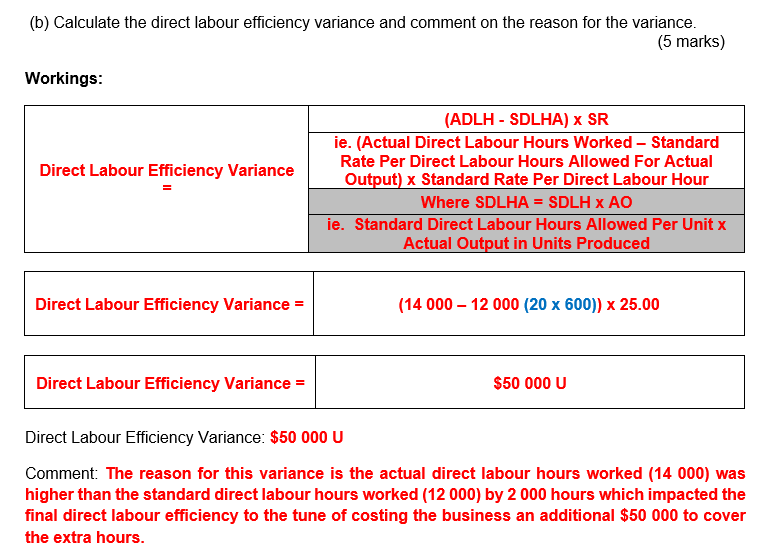 (b) Calculate the direct labour efficiency variance and comment on the reason for the variance.
(5 marks)
Workings:
(ADLH - SDLHA) x SR
ie. (Actual Direct Labour Hours Worked – Standard
Rate Per Direct Labour Hours Allowed For Actual
Output) x Standard Rate Per Direct Labour Hour
Direct Labour Efficiency Variance
=
Where SDLHA = SDLH x AO
ie. Standard Direct Labour Hours Allowed Per Unit x
Actual Output in Units Produced
Direct Labour Efficiency Variance = (14 000 – 12 000 (20 x 600)) x 25.00
Direct Labour Efficiency Variance = $50 000 U
Direct Labour Efficiency Variance: $50 000 U
Comment: The reason for this variance is the actual direct labour hours worked (14 000) was
higher than the standard direct labour hours worked (12 000) by 2 000 hours which impacted the
final direct labour efficiency to the tune of costing the business an additional $50 000 to cover
the extra hours.